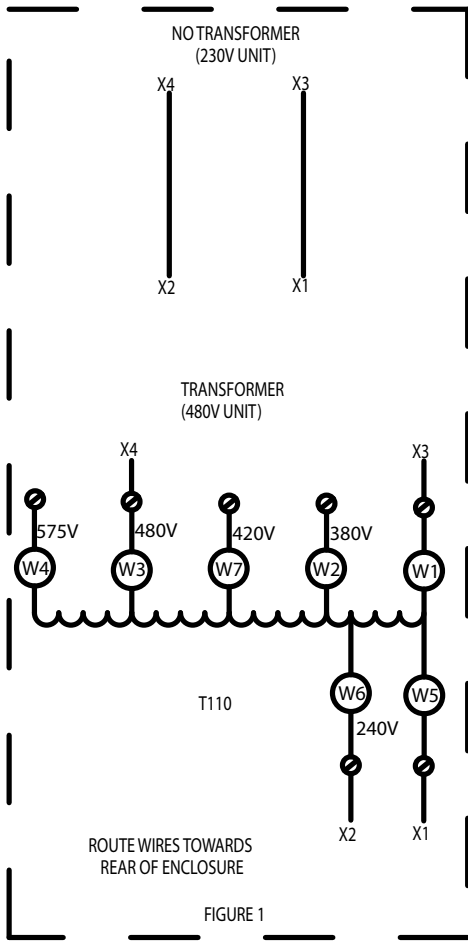 NO TRANSFORMER
(230V UNIT)
X4
X3
X2
X1
TRANSFORMER
(480V UNIT)
X4
X3
575V
480V
420V
380V
W4
W3
W7
W2
W1
W6
W5
T110
240V
X2
X1
ROUTE WIRES TOWARDS
REAR OF ENCLOSURE
FIGURE 1